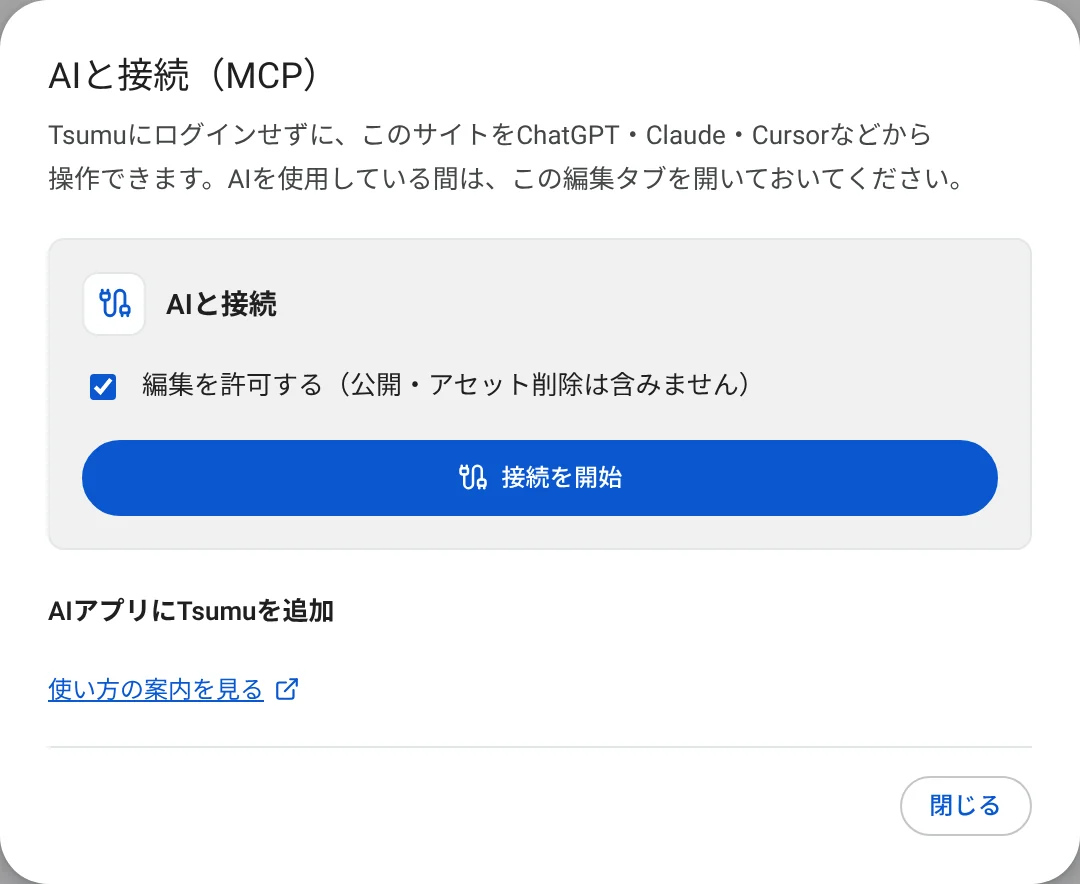 AIと接続（MCP）
Tsumuにログインせずに、このサイトをChatGPT・Claude・Cursorなどから
操作できます。AIを使用している間は、この編集タブを開いておいてください。
AIと接続
編集を許可する（公開・アセット削除は含みません）
接続を開始
AIアプリにTsumuを追加
使い方の案内を見る
閉じる